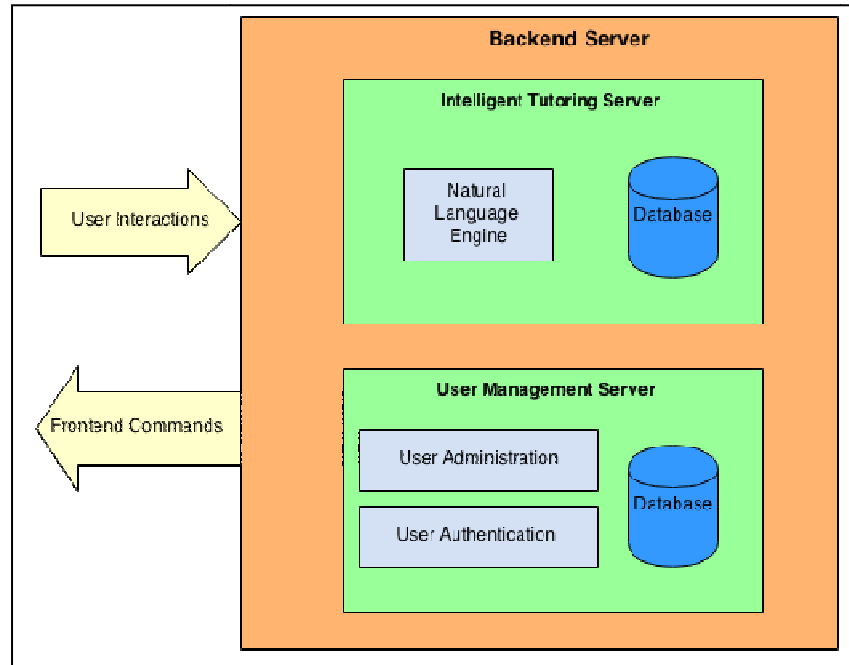 Backend Server
Intelligent Tutoring Server
Natural
Language
Engine
Database
User Interactions
User Management Server
Frontend Commands
User Administration
Database
User Authentication